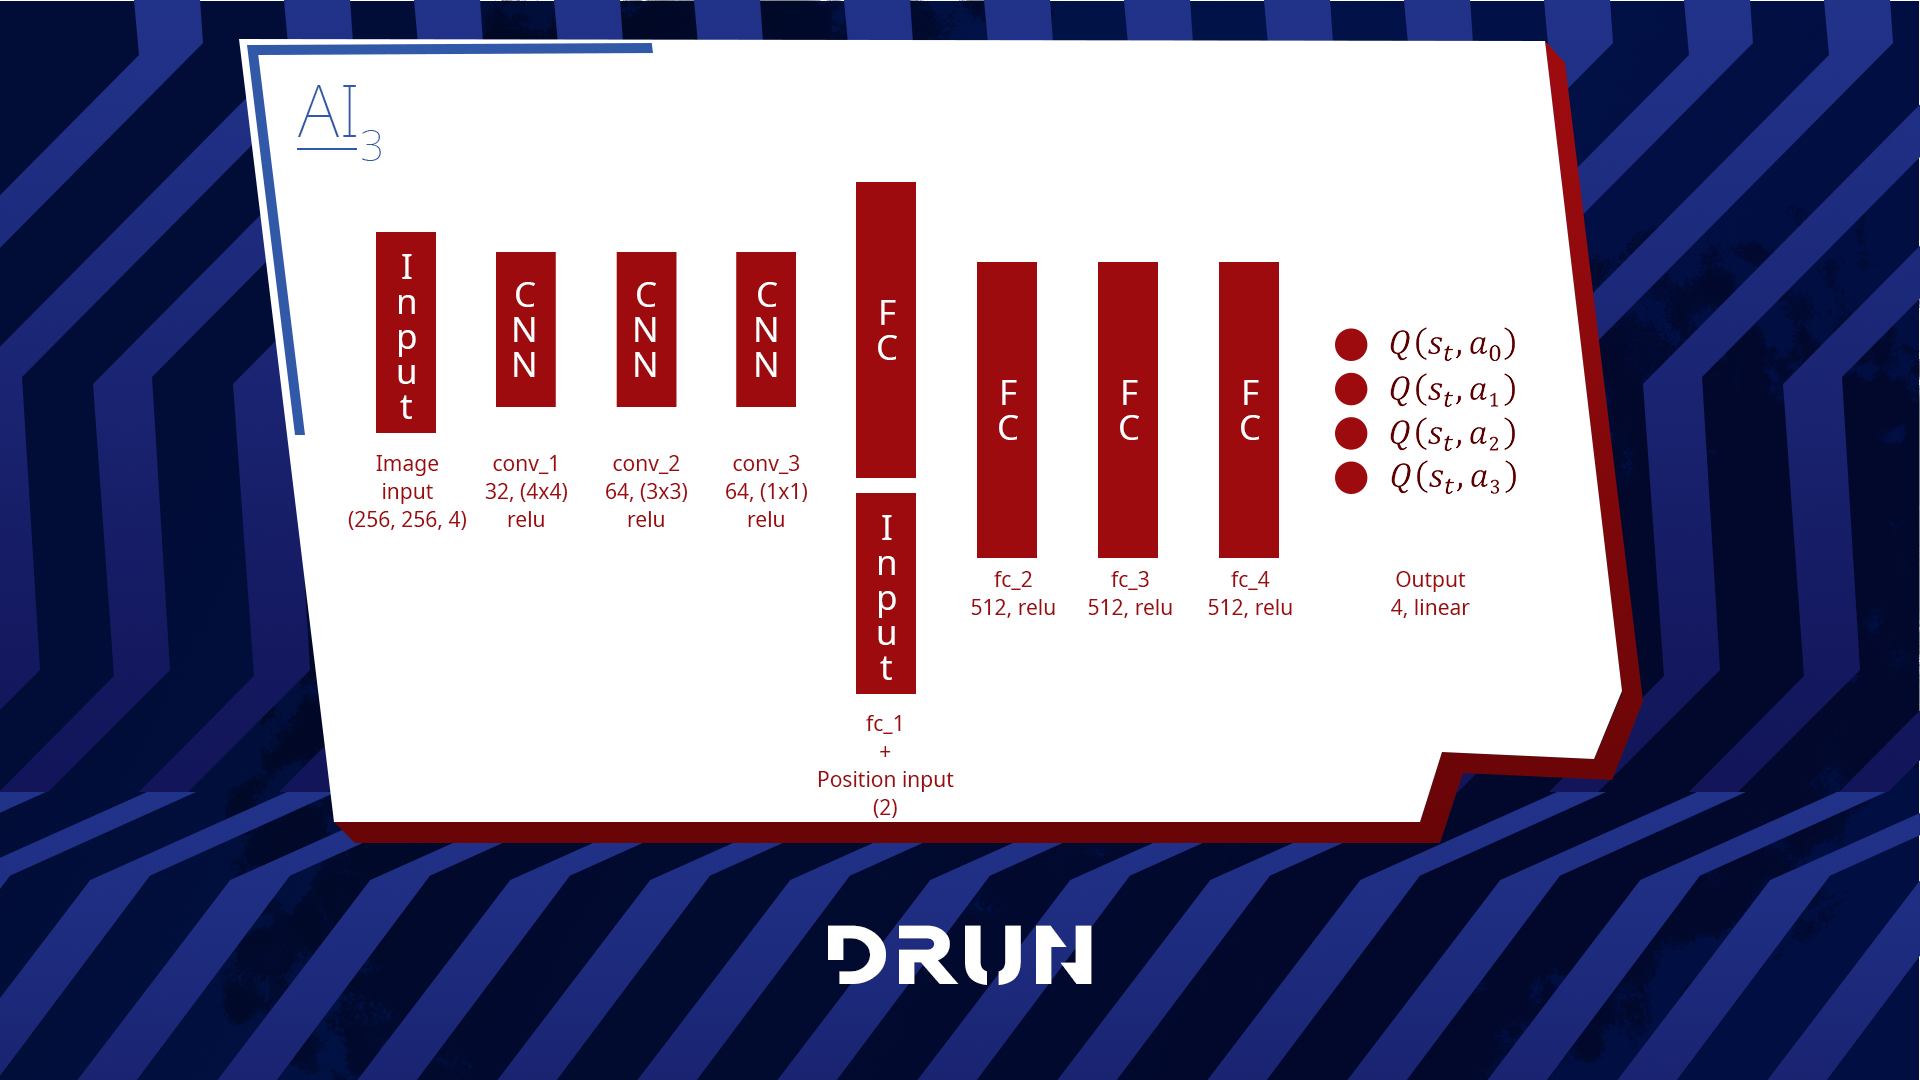 AI
3
Input
CNN
CNN
CNN
FC
Input
FC
FC
FC
Q(s_t, a_0)
Q(s_t, a_1)
Q(s_t, a_2)
Q(s_t, a_3)
Image
input
(256, 256, 4)
conv_1
32, (4x4)
relu
conv_2
64, (3x3)
relu
conv_3
64, (1x1)
relu
fc_1
+
Position input
(2)
fc_2
512, relu
fc_3
512, relu
fc_4
512, relu
Output
4, linear
DRUN